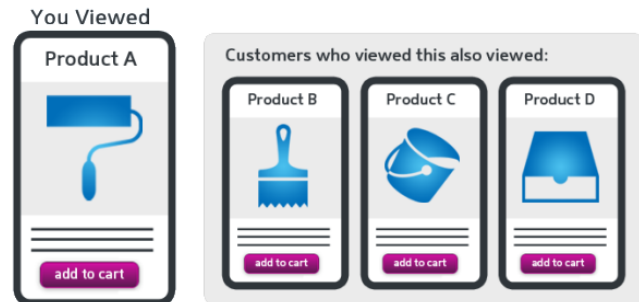 You Viewed
Product A
add to cart
Customers who viewed this also viewed:
Product B
add to cart
Product C
add to cart
Product D
add to cart